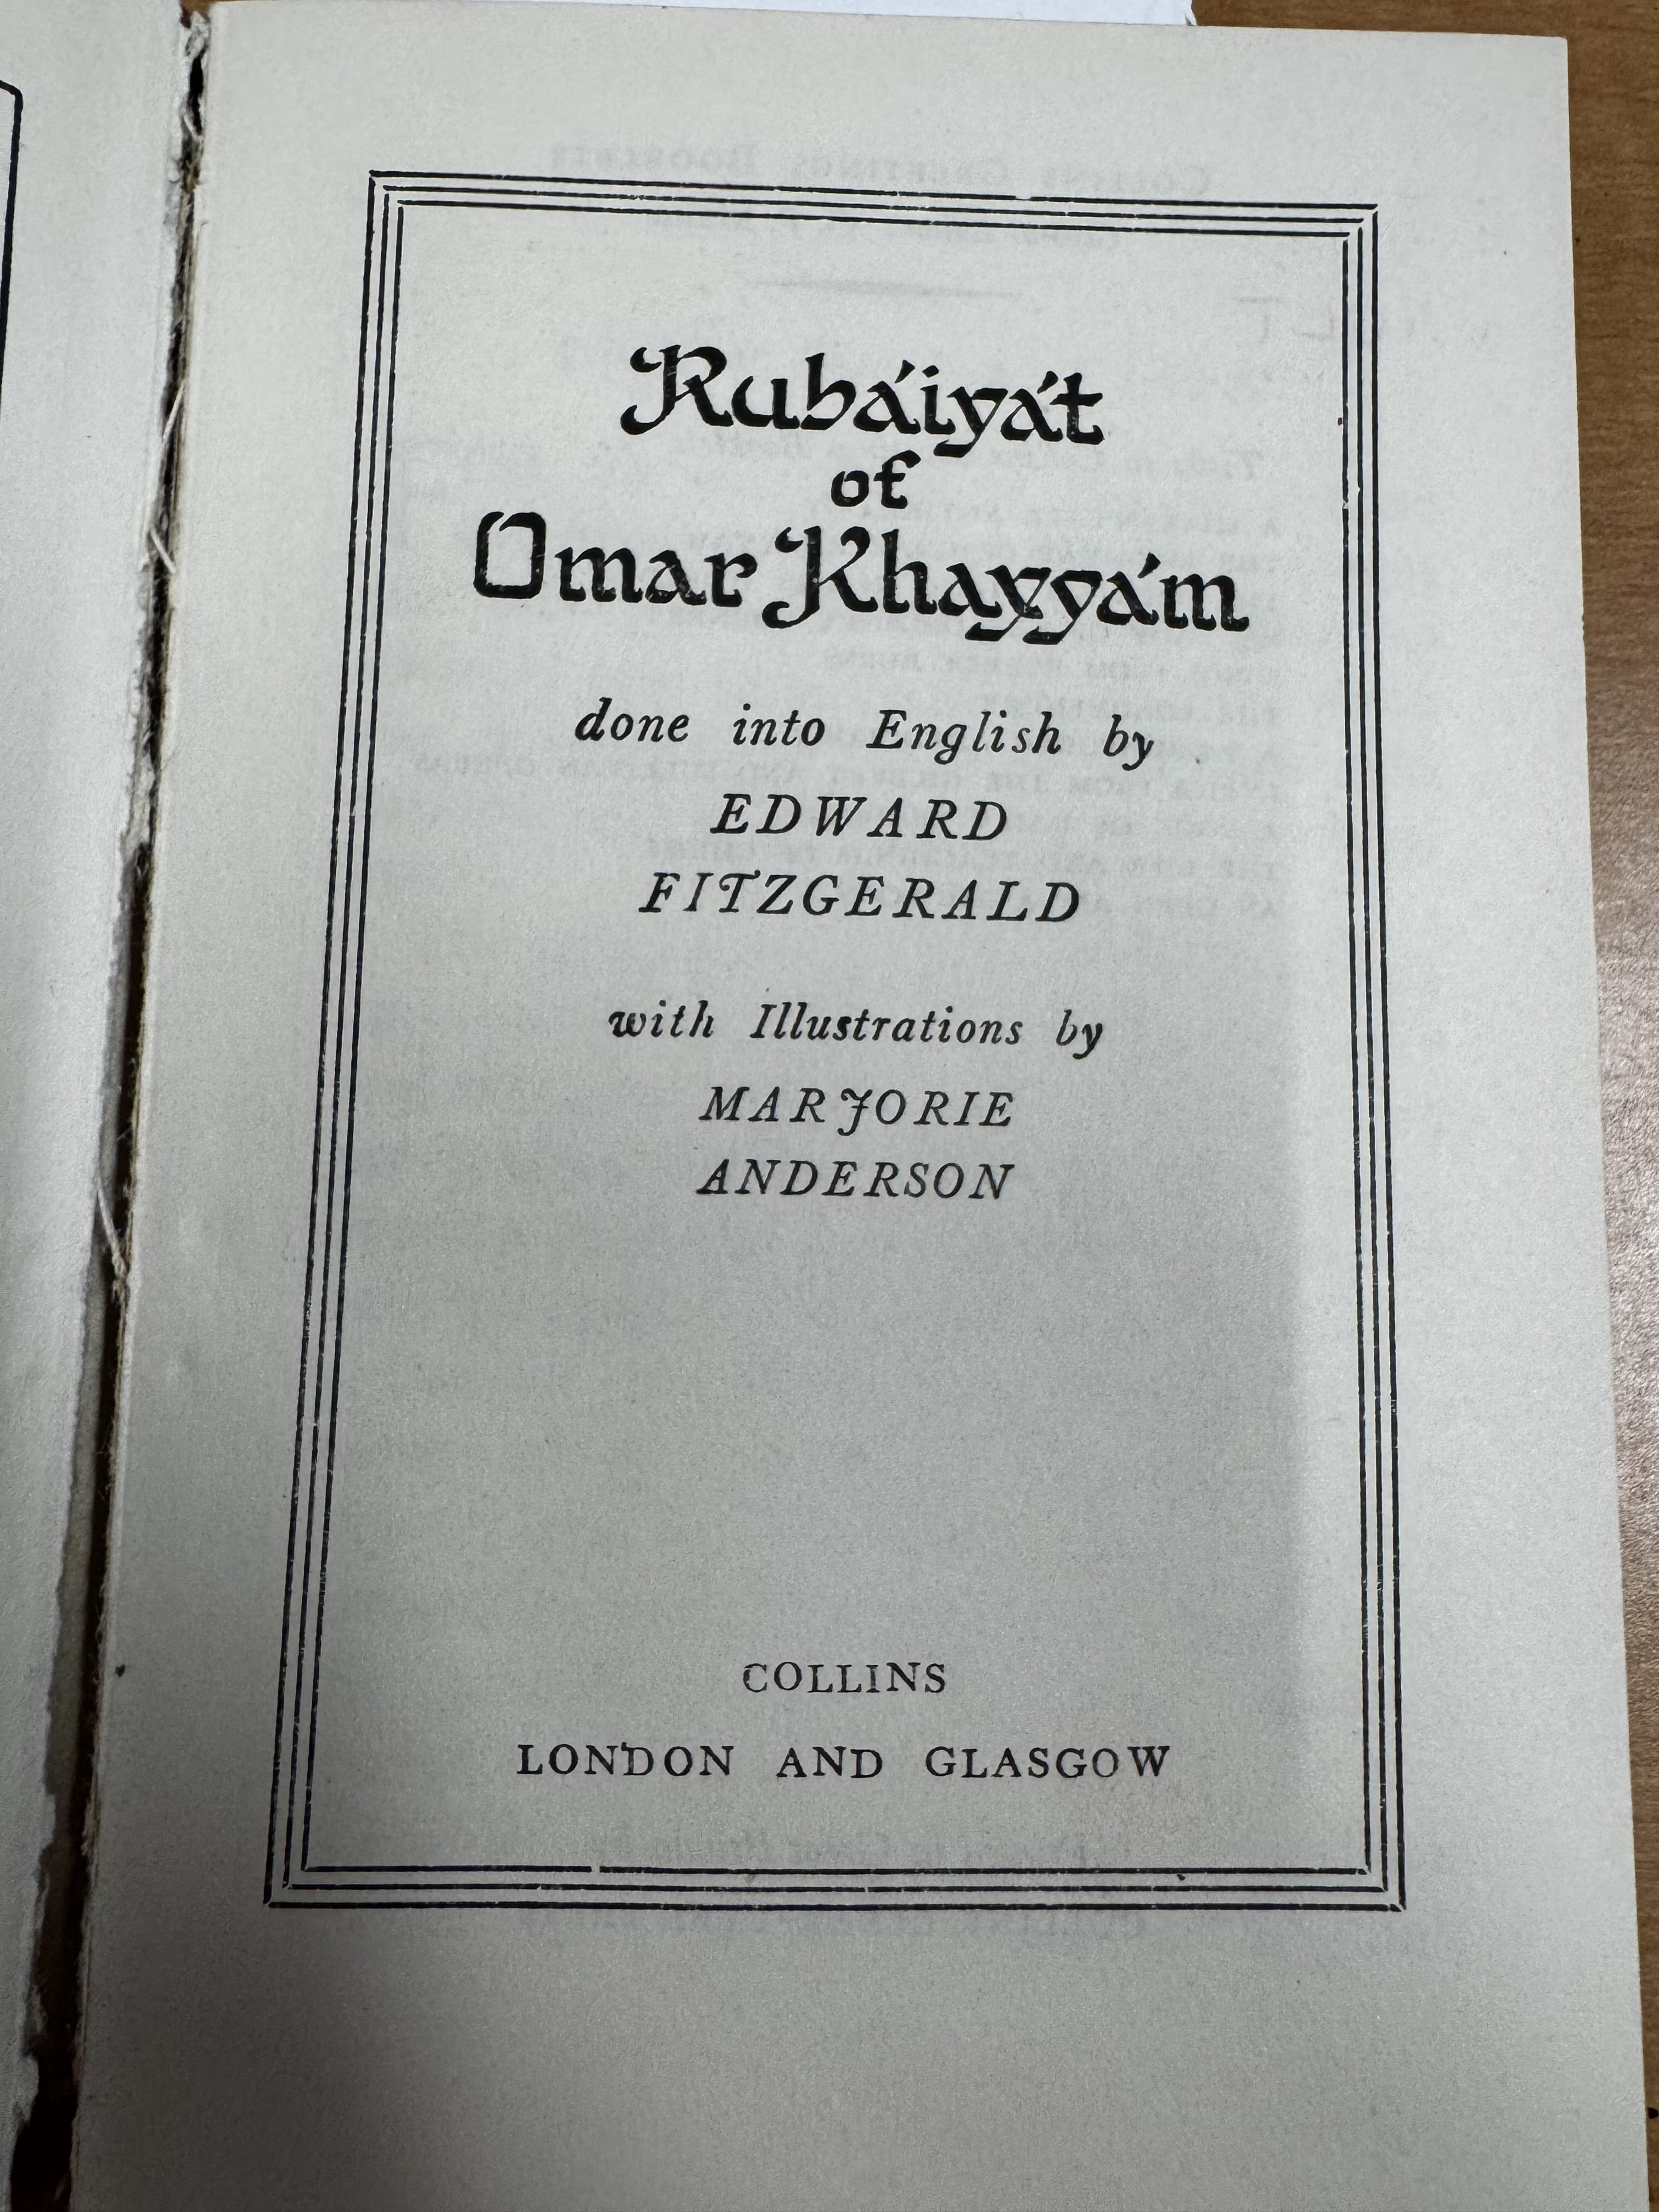 Rubáiyát
of
Omar Khayyám
done into English by
EDWARD
FITZGERALD
with Illustrations by
MARJORIE
ANDERSON
COLLINS
LONDON AND GLASGOW